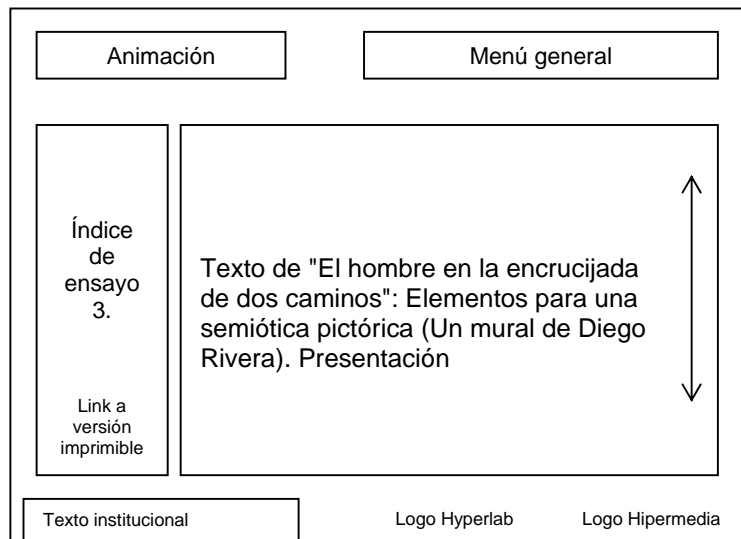 Animación
Menú general
Índice
de
ensayo
3.
Link a
versión
imprimible
Texto de "El hombre en la encrucijada
de dos caminos": Elementos para una
semiótica pictórica (Un mural de Diego
Rivera). Presentación
Texto institucional
Logo Hyperlab
Logo Hipermedia